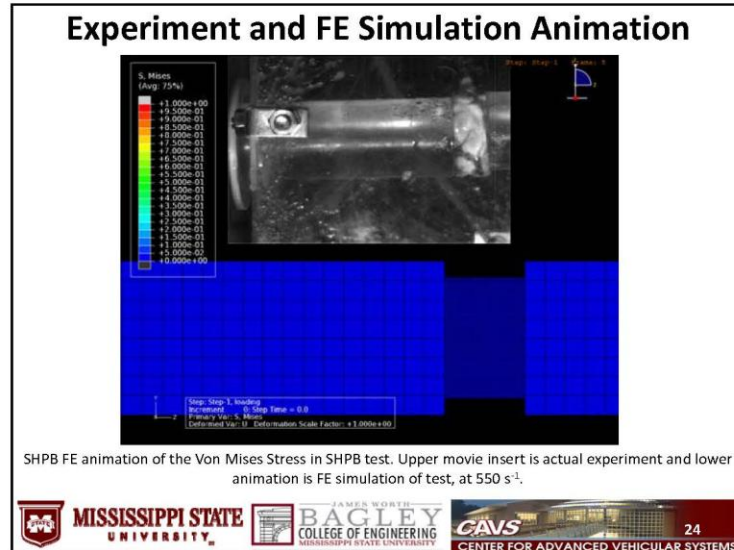 Experiment and FE Simulation Animation
S, Mises
(Avg: 75%)
+1.000e+00
+9.500e-01
+9.000e-01
+8.500e-01
+8.000e-01
+7.500e-01
+7.000e-01
+6.500e-01
+6.000e-01
+5.500e-01
+5.000e-01
+4.500e-01
+4.000e-01
+3.500e-01
+3.000e-01
+2.500e-01
+2.000e-01
+1.500e-01
+1.000e-01
+5.000e-02
+0.000e+00
Step: Step-1
Step: Step-1, loading
Increment 0: Step Time = 0.0
Primary Var: S, Mises
Deformed Var: U Deformation Scale Factor: +1.000e+00
SHPB FE animation of the Von Mises Stress in SHPB test. Upper movie insert is actual experiment and lower
animation is FE simulation of test, at 550 s⁻¹.
MISSISSIPPI STATE
UNIVERSITY
JAMES WORTH
BAGLEY
COLLEGE OF ENGINEERING
MISSISSIPPI STATE UNIVERSITY
CAVS
24
CENTER FOR ADVANCED VEHICULAR SYSTEMS